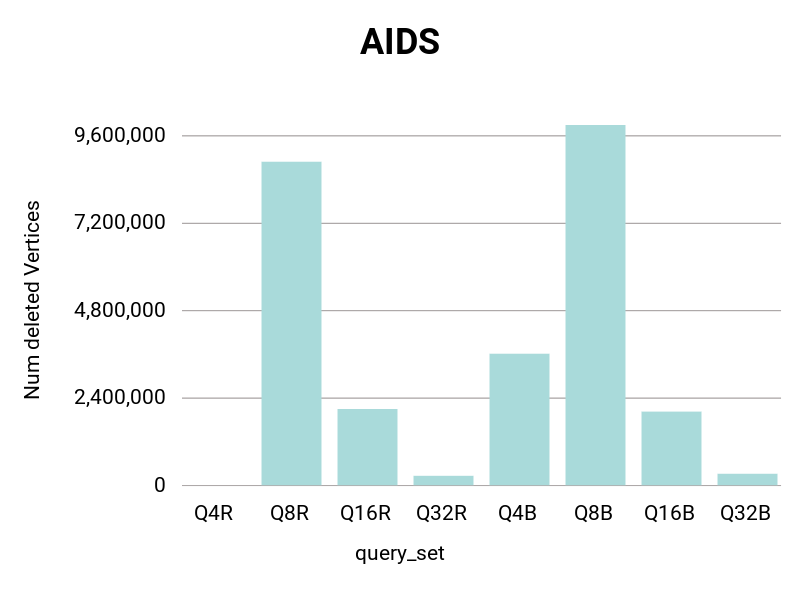 AIDS
Num deleted Vertices
9,600,000
7,200,000
4,800,000
2,400,000
0
Q4R Q8R Q16R Q32R Q4B Q8B Q16B Q32B
query_set